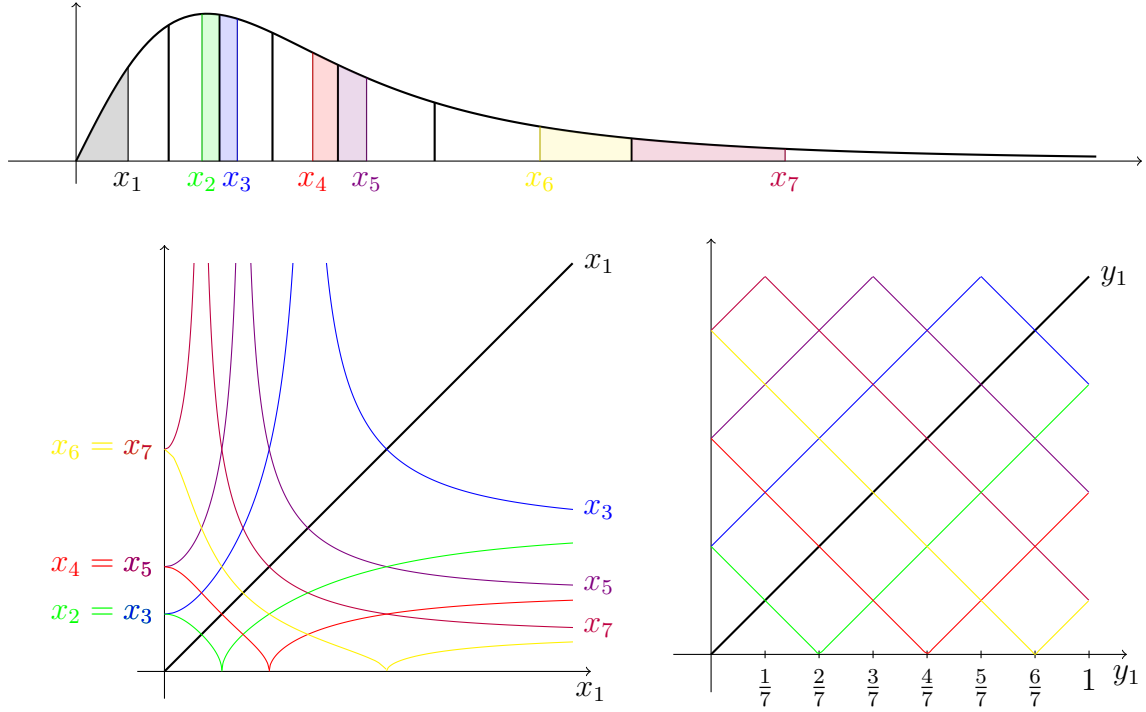 x₁ x₂ x₃ x₄ x₅ x₆ x₇
x₁
x₆ = x₇
x₃
x₄ = x₅
x₅
x₂ = x₃
x₇
x₁
y₁
1/7 2/7 3/7 4/7 5/7 6/7 1 y₁